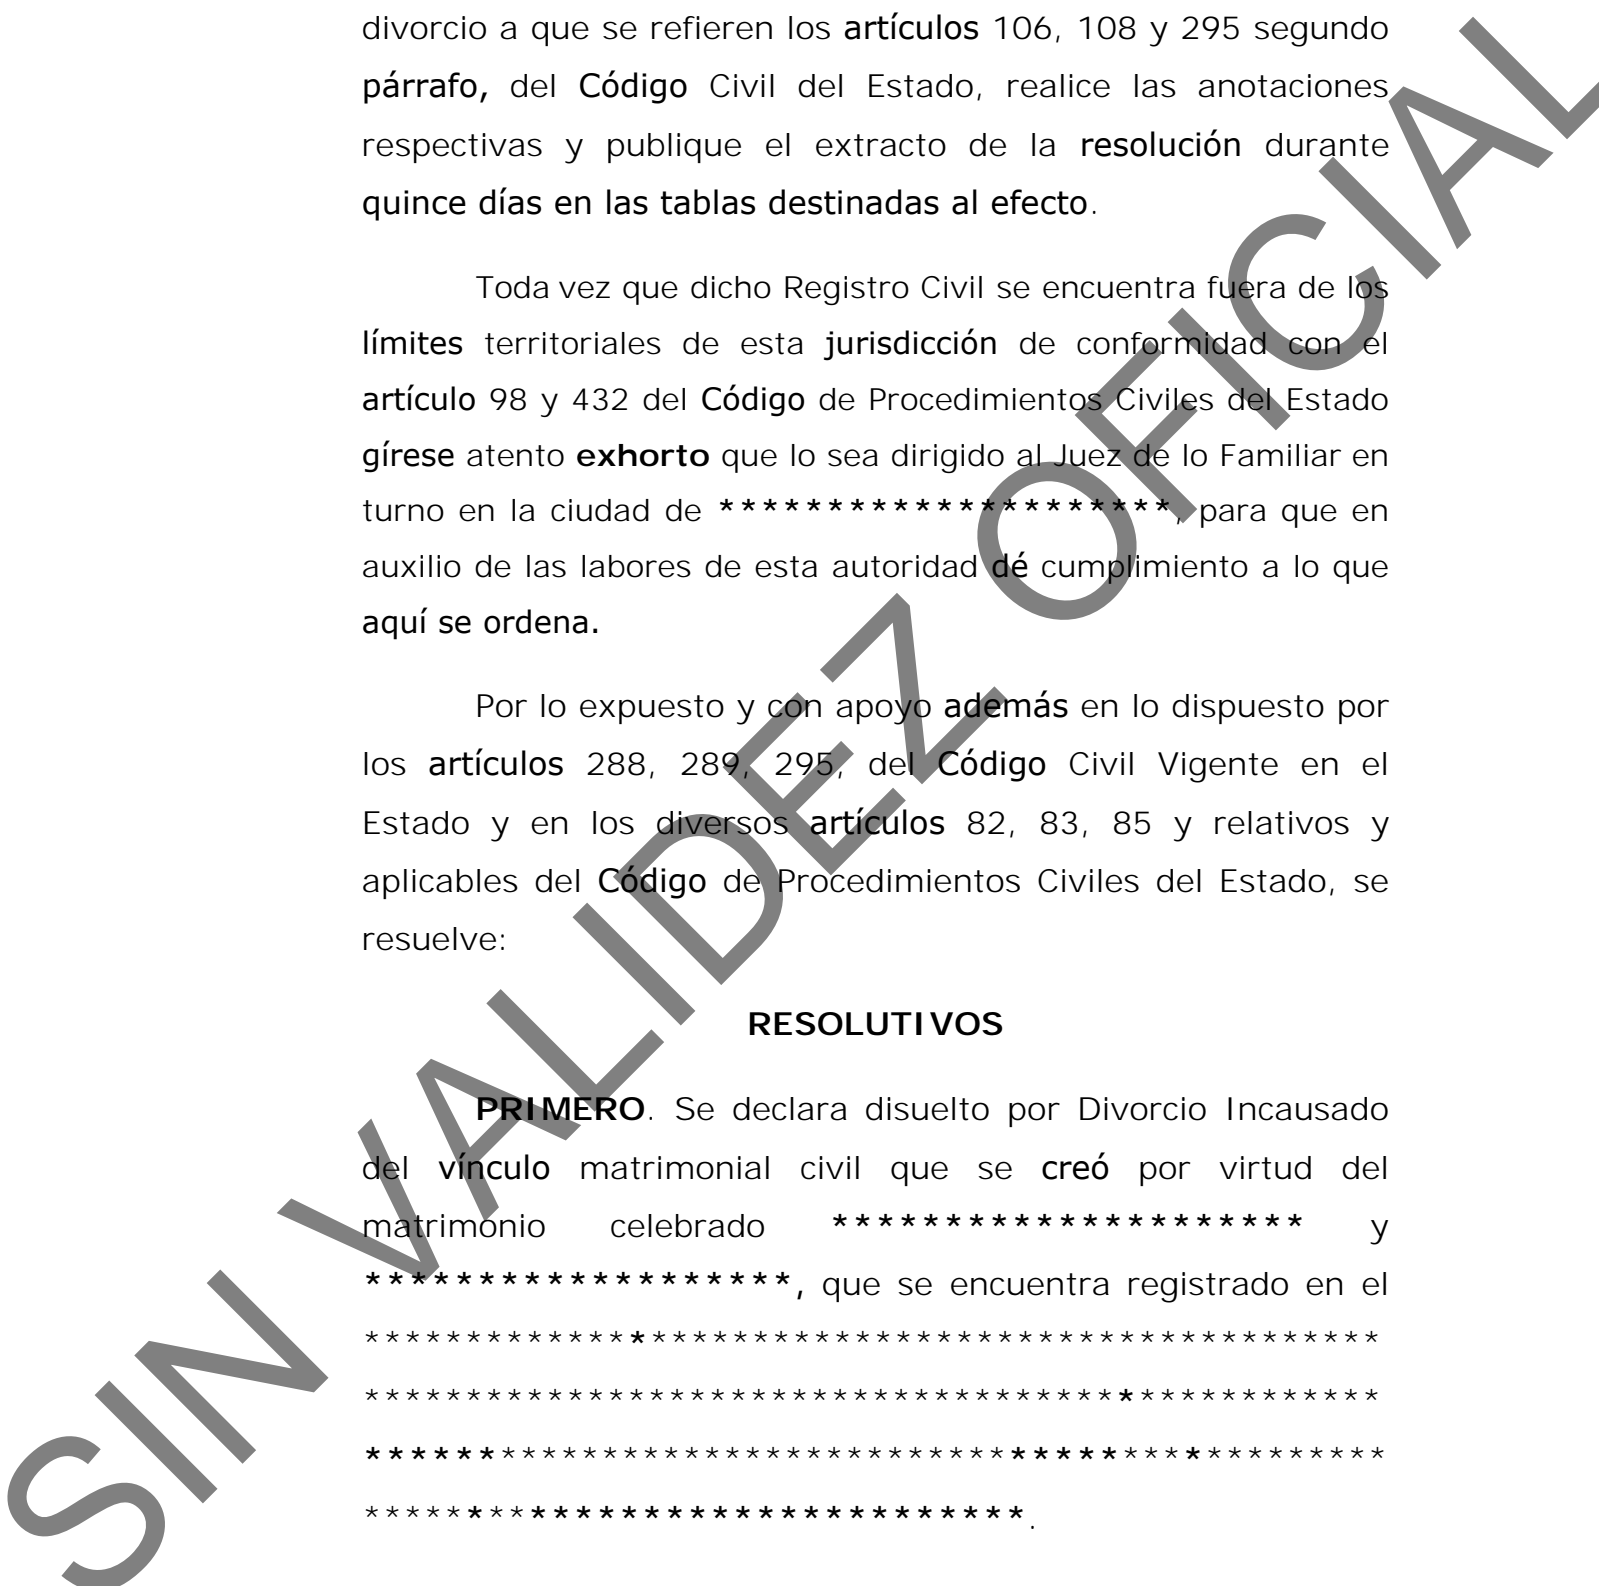 divorcio a que se refieren los artículos 106, 108 y 295 segundo
párrafo, del Código Civil del Estado, realice las anotaciones
respectivas y publique el extracto de la resolución durante
quince días en las tablas destinadas al efecto.
Toda vez que dicho Registro Civil se encuentra fuera de los
límites territoriales de esta jurisdicción de conformidad con el
artículo 98 y 432 del Código de Procedimientos Civiles del Estado
gírese atento exhorto que lo sea dirigido al Juez de lo Familiar en
turno en la ciudad de *********************, para que en
auxilio de las labores de esta autoridad dé cumplimiento a lo que
aquí se ordena.
Por lo expuesto y con apoyo además en lo dispuesto por
los artículos 288, 289, 295, del Código Civil Vigente en el
Estado y en los diversos artículos 82, 83, 85 y relativos y
aplicables del Código de Procedimientos Civiles del Estado, se
resuelve:
RESOLUTIVOS
PRIMERO. Se declara disuelto por Divorcio Incausado
del vínculo matrimonial civil que se creó por virtud del
matrimonio celebrado ********************* y
*******************, que se encuentra registrado en el
**************************************************
**************************************************
**************************************************
******************************.
SIN VALIDEZ OFICIAL